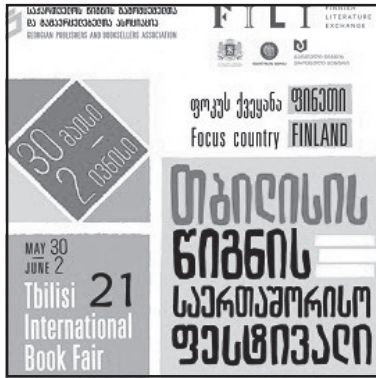 საქართველოს წიგნის გამომცემელთა
და გამავრცელებელთა ასოციაცია
GEORGIAN PUBLISHERS AND BOOKSELLERS ASSOCIATION
FILI
FINNISH
LITERATURE
EXCHANGE
ფოკუს ქვეყანა ფინეთი
Focus country FINLAND
30 მაისი
2 ივნისი
MAY 30
JUNE 2
Tbilisi 21
International
Book Fair
თბილისის
წიგნის
საერთაშორისო
ფესტივალი